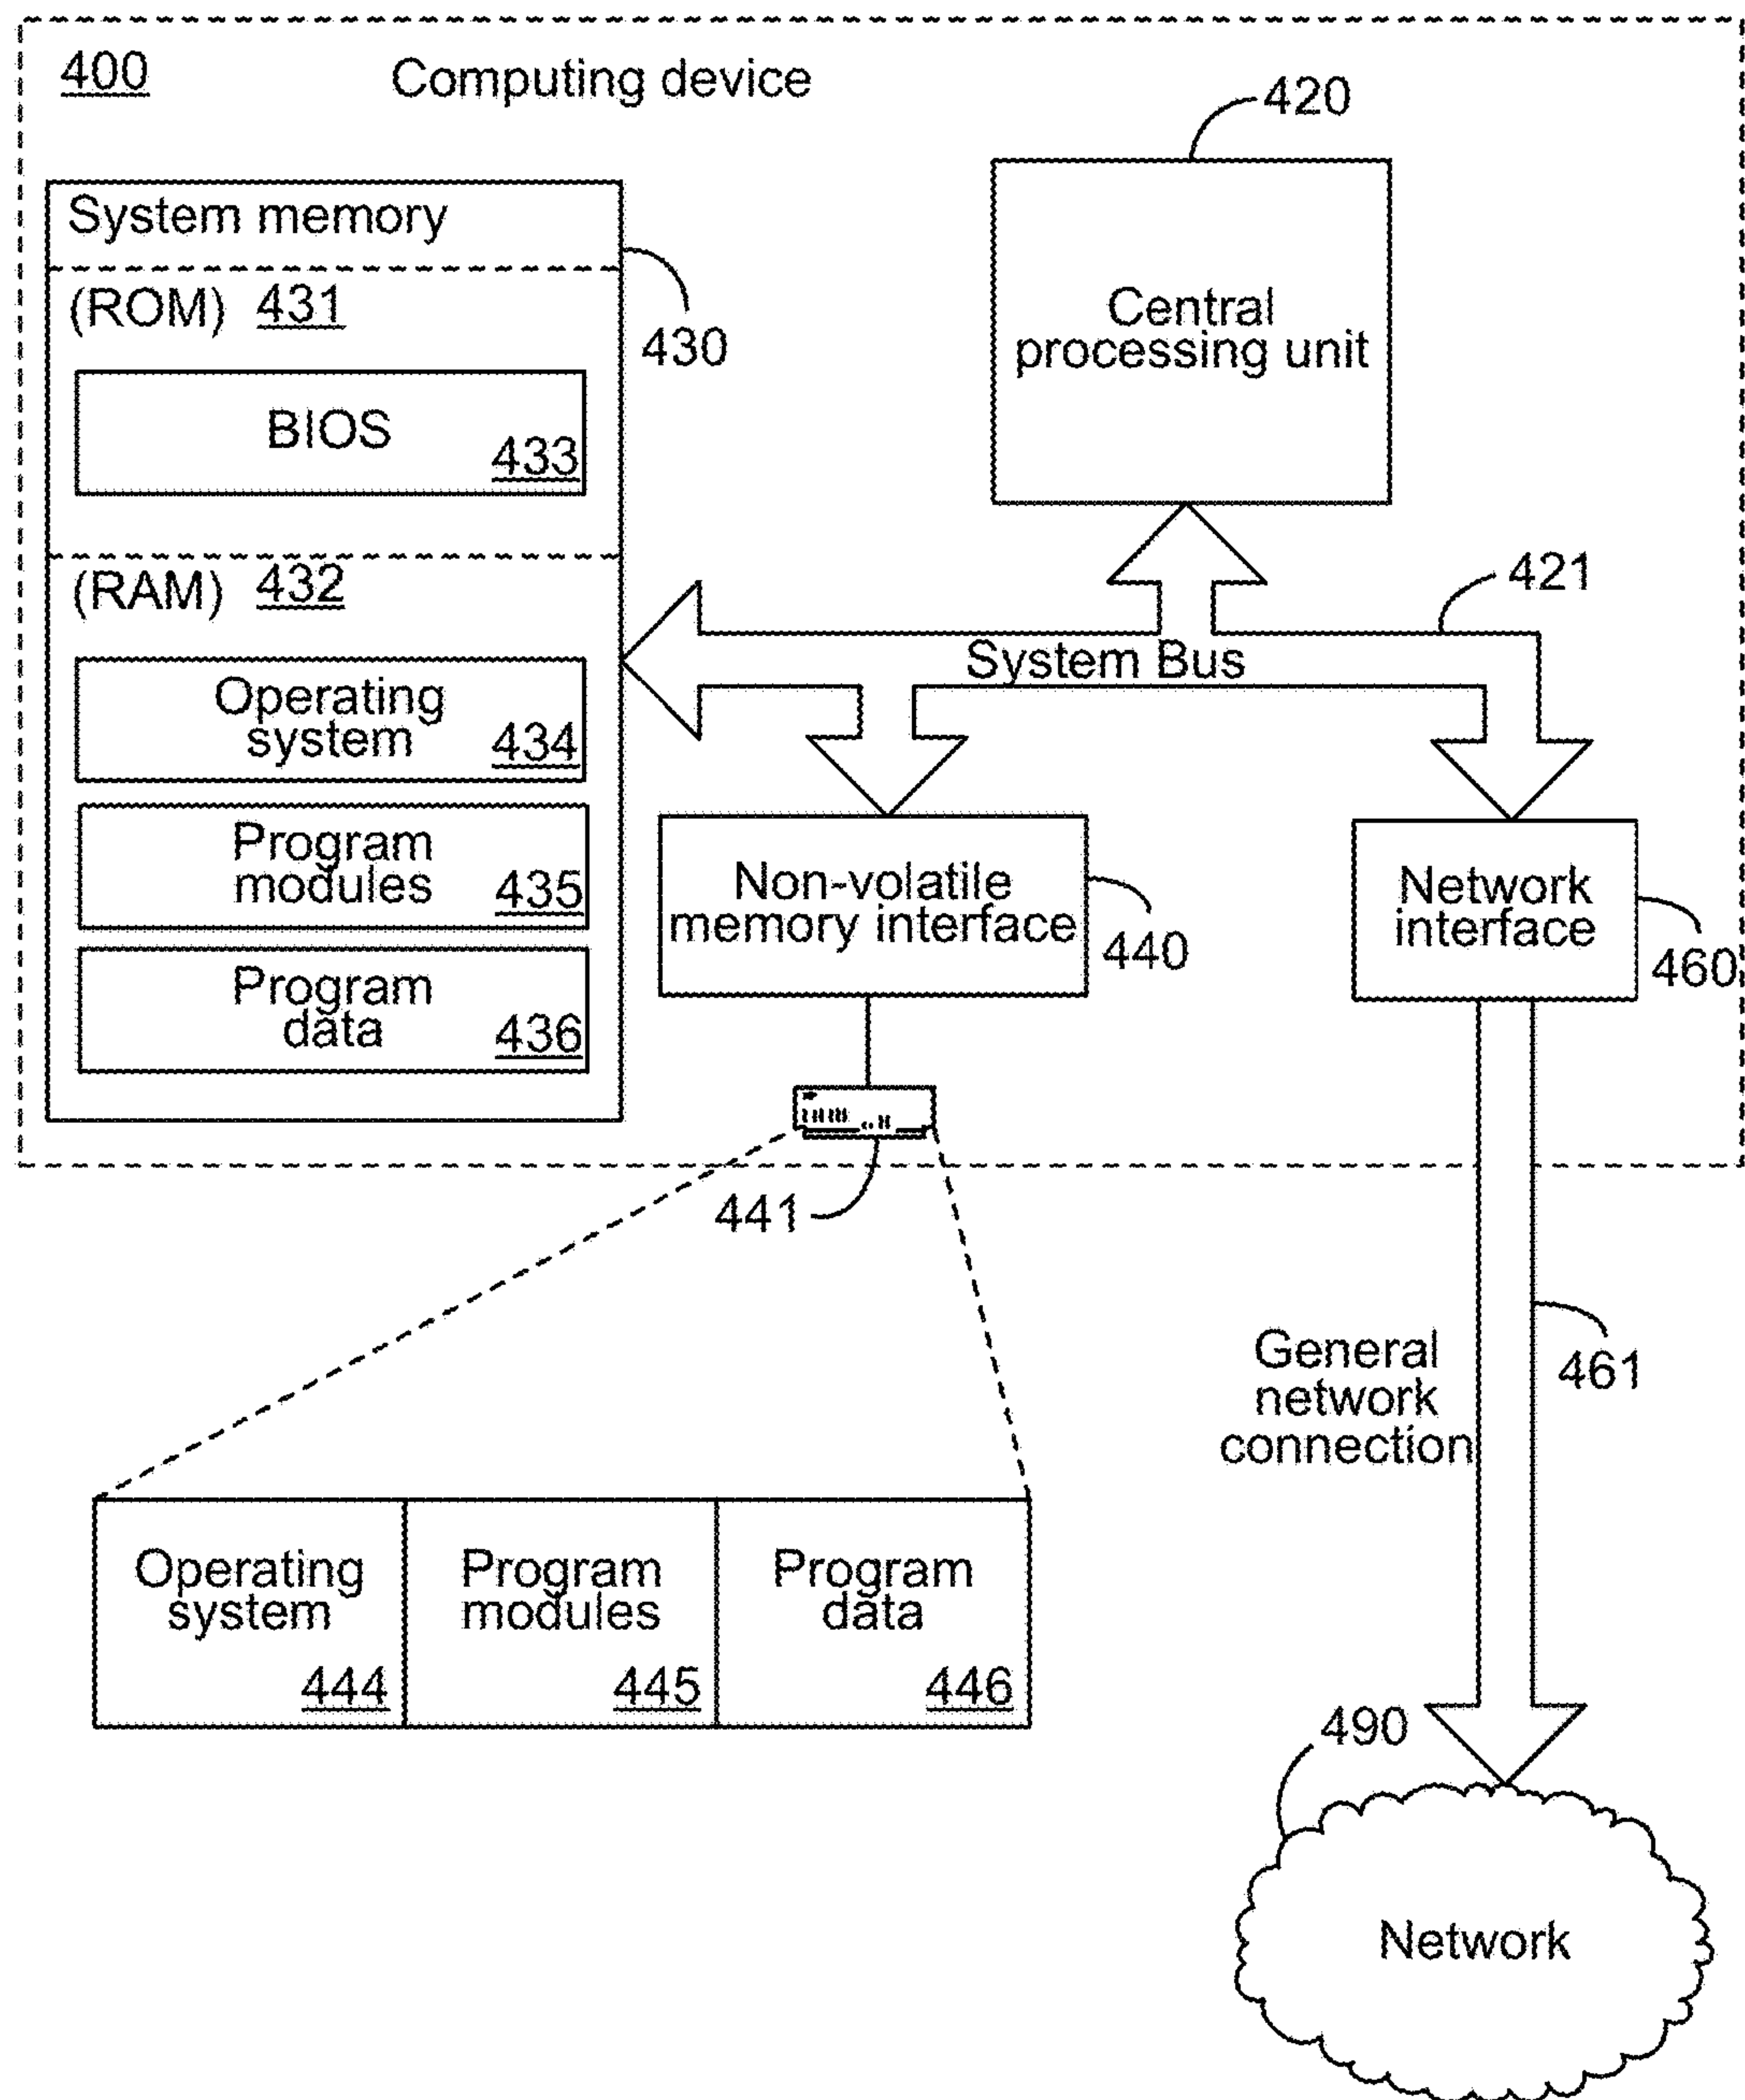 400
Computing device
420
System memory
(ROM) 431
430
Central
processing unit
BIOS
433
421
(RAM) 432
System Bus
Operating
system
434
Program
modules
435
Non-volatile
memory interface
440
Network
interface
460
Program
data
436
441
General
network
connection
461
Operating
system
444
Program
modules
445
Program
data
446
490
Network